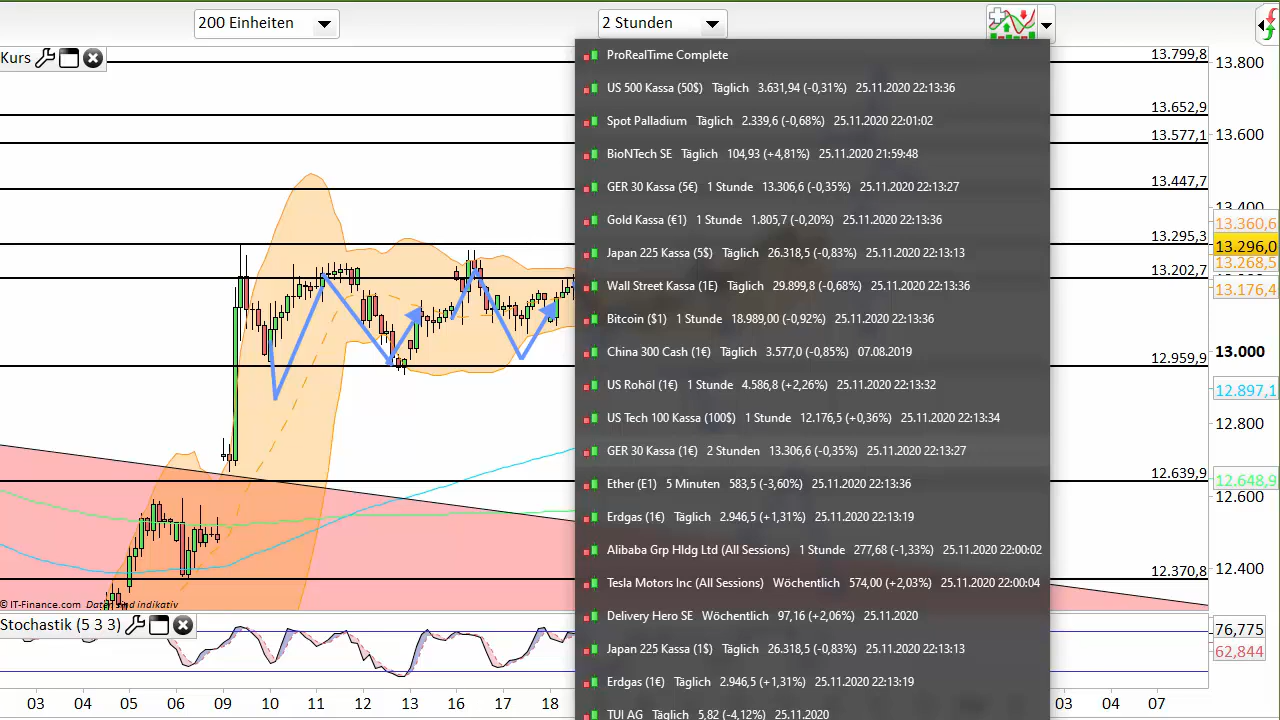 200 Einheiten
2 Stunden
Kurs
ProRealTime Complete
US 500 Kassa (50$) Täglich 3.631,94 (-0,31%) 25.11.2020 22:13:36
Spot Palladium Täglich 2.339,6 (-0,68%) 25.11.2020 22:01:02
BioNTech SE Täglich 104,93 (+4,81%) 25.11.2020 21:59:48
GER 30 Kassa (5€) 1 Stunde 13.306,6 (-0,35%) 25.11.2020 22:13:27
Gold Kassa (€1) 1 Stunde 1.805,7 (-0,20%) 25.11.2020 22:13:36
Japan 225 Kassa (5$) Täglich 26.318,5 (-0,83%) 25.11.2020 22:13:13
Wall Street Kassa (1E) Täglich 29.899,8 (-0,68%) 25.11.2020 22:13:36
Bitcoin ($1) 1 Stunde 18.989,00 (-0,92%) 25.11.2020 22:13:36
China 300 Cash (1€) Täglich 3.577,0 (-0,85%) 07.08.2019
US Rohöl (1€) 1 Stunde 4.586,8 (+2,26%) 25.11.2020 22:13:32
US Tech 100 Kassa (100$) 1 Stunde 12.176,5 (+0,36%) 25.11.2020 22:13:34
GER 30 Kassa (1€) 2 Stunden 13.306,6 (-0,35%) 25.11.2020 22:13:27
Ether (E1) 5 Minuten 583,5 (-3,60%) 25.11.2020 22:13:36
Erdgas (1€) Täglich 2.946,5 (+1,31%) 25.11.2020 22:13:19
Alibaba Grp Hldg Ltd (All Sessions) 1 Stunde 277,68 (-1,33%) 25.11.2020 22:00:02
Tesla Motors Inc (All Sessions) Wöchentlich 574,00 (+2,03%) 25.11.2020 22:00:04
Delivery Hero SE Wöchentlich 97,16 (+2,06%) 25.11.2020
Japan 225 Kassa (1$) Täglich 26.318,5 (-0,83%) 25.11.2020 22:13:13
Erdgas (1€) Täglich 2.946,5 (+1,31%) 25.11.2020 22:13:19
TUI AG Täglich 5,82 (-4,12%) 25.11.2020
13.799,8
13.652,9
13.577,1
13.447,7
13.295,3
13.202,7
12.959,9
12.639,9
12.370,8
13.800
13.600
13.400
13.360,6
13.296,0
13.268,5
13.176,4
13.000
12.897,1
12.800
12.648,9
12.600
12.400
© IT-Finance.com Daten sind indikativ
Stochastik (5 3 3)
76,775
62,844
03 04 05 06 09 10 11 12 13 16 17 18 03 04 07